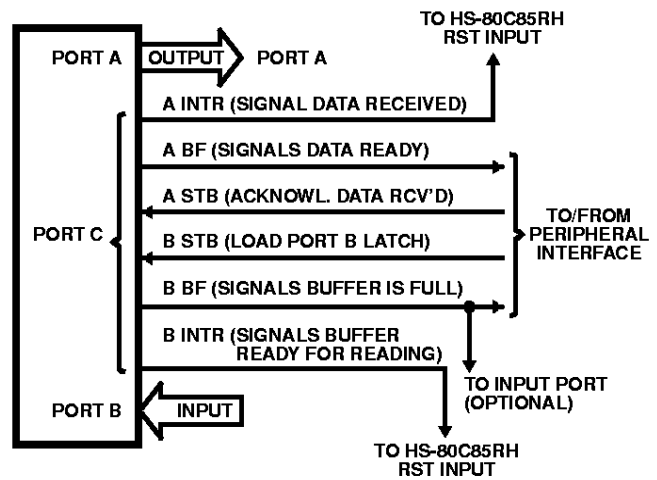 TO HS-80C85RH
RST INPUT
PORT A
OUTPUT
PORT A
A INTR (SIGNAL DATA RECEIVED)
A BF (SIGNALS DATA READY)
A STB (ACKNOWL. DATA RCV'D)
PORT C
TO/FROM
PERIPHERAL
INTERFACE
B STB (LOAD PORT B LATCH)
B BF (SIGNALS BUFFER IS FULL)
B INTR (SIGNALS BUFFER
READY FOR READING)
TO INPUT PORT
(OPTIONAL)
PORT B
INPUT
TO HS-80C85RH
RST INPUT